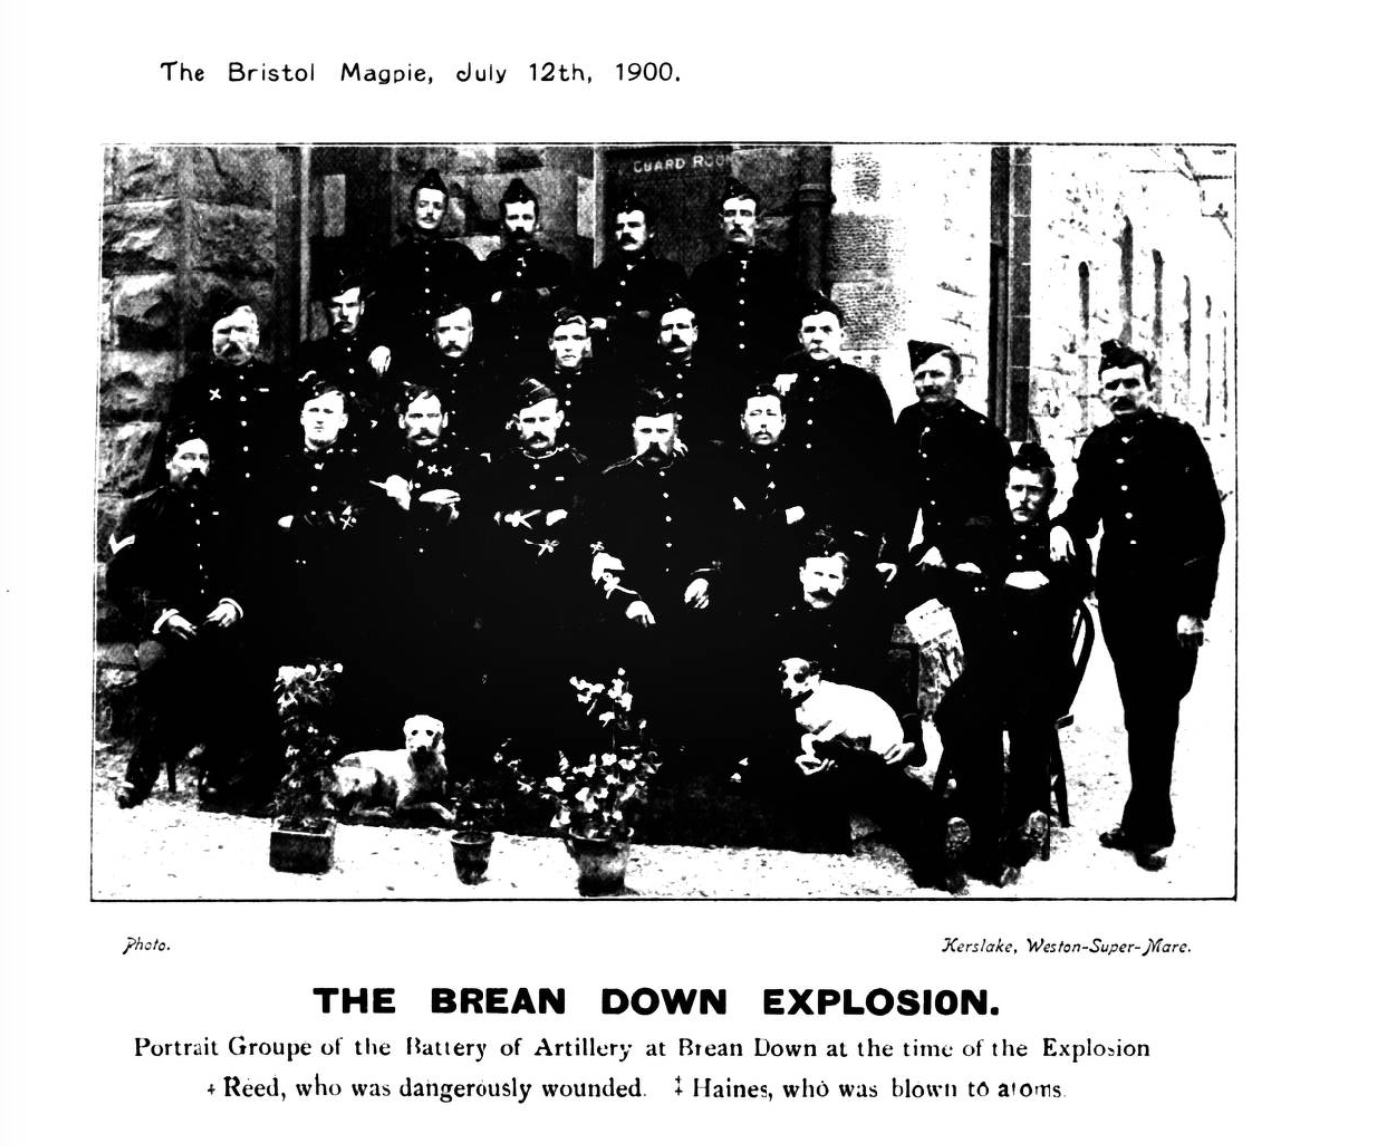 The Bristol Magpie, July 12th, 1900.
GUARD ROOM
Photo.
Kerslake, Weston-Super-Mare.
THE BREAN DOWN EXPLOSION.
Portrait Groupe of the Battery of Artillery at Brean Down at the time of the Explosion
+ Reed, who was dangerously wounded. ‡ Haines, who was blown to atoms.